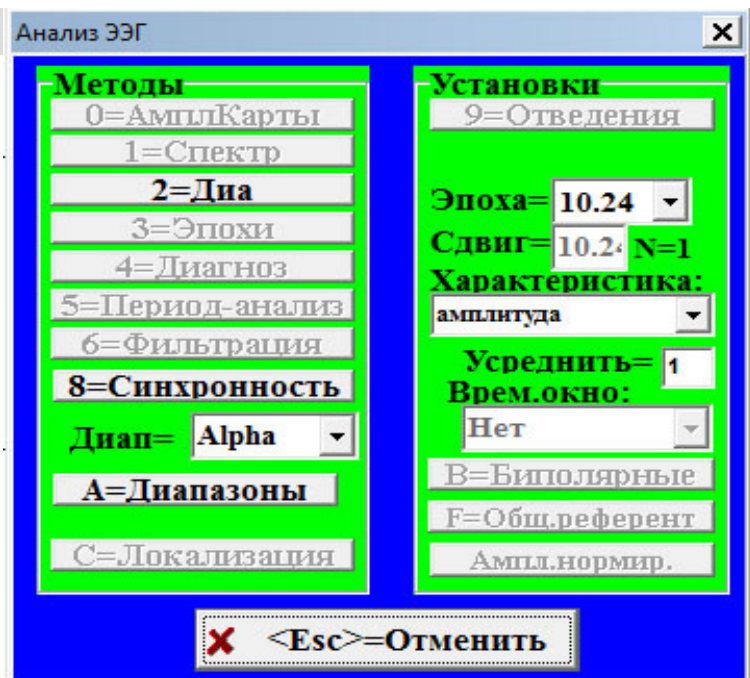 Анализ ЭЭГ
Методы
0=АмплКарты
1=Спектр
2=Диа
3=Эпохи
4=Диагноз
5=Период-анализ
6=Фильтрация
8=Синхронность
Диап= Alpha
А=Диапазоны
С=Локализация
Установки
9=Отведения
Эпоха= 10.24
Сдвиг= 10.24 N=1
Характеристика:
амплитуда
Усреднить= 1
Врем.окно:
Нет
В=Биполярные
F=Общ.референт
Ампл.нормир.
<Esc>=Отменить